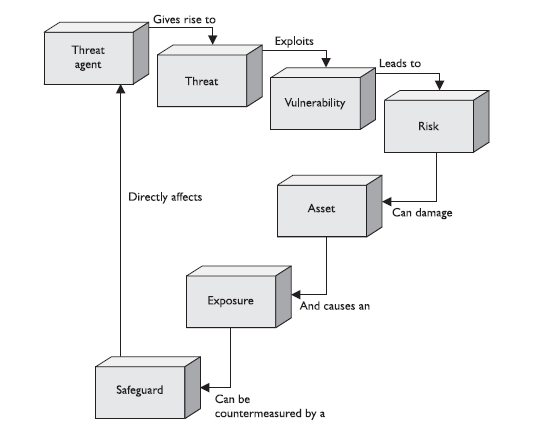 Gives rise to
Threat
agent
Exploits
Threat
Leads to
Vulnerability
Risk
Directly affects
Asset
Can damage
Exposure
And causes an
Safeguard
Can be
countermeasured by a